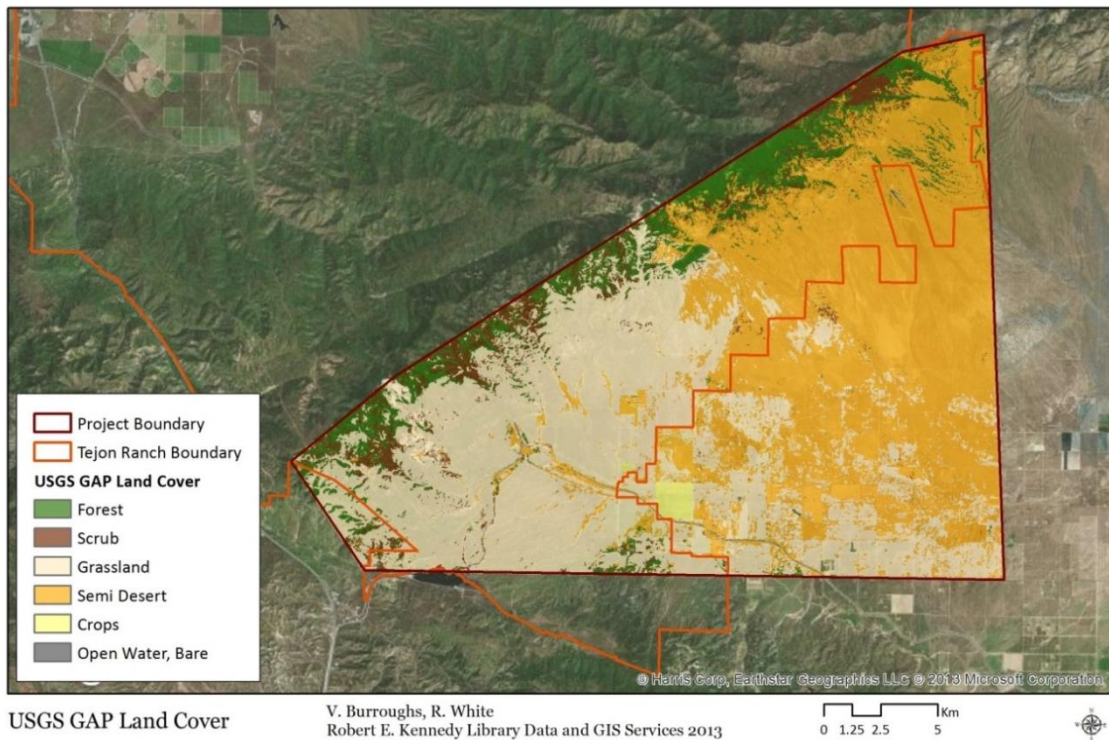 © Harris Corp, Earthstar Geographics LLC © 2013 Microsoft Corporation
Project Boundary
Tejon Ranch Boundary
USGS GAP Land Cover
Forest
Scrub
Grassland
Semi Desert
Crops
Open Water, Bare
USGS GAP Land Cover
V. Burroughs, R. White
Robert E. Kennedy Library Data and GIS Services 2013
Km
0 1.25 2.5 5